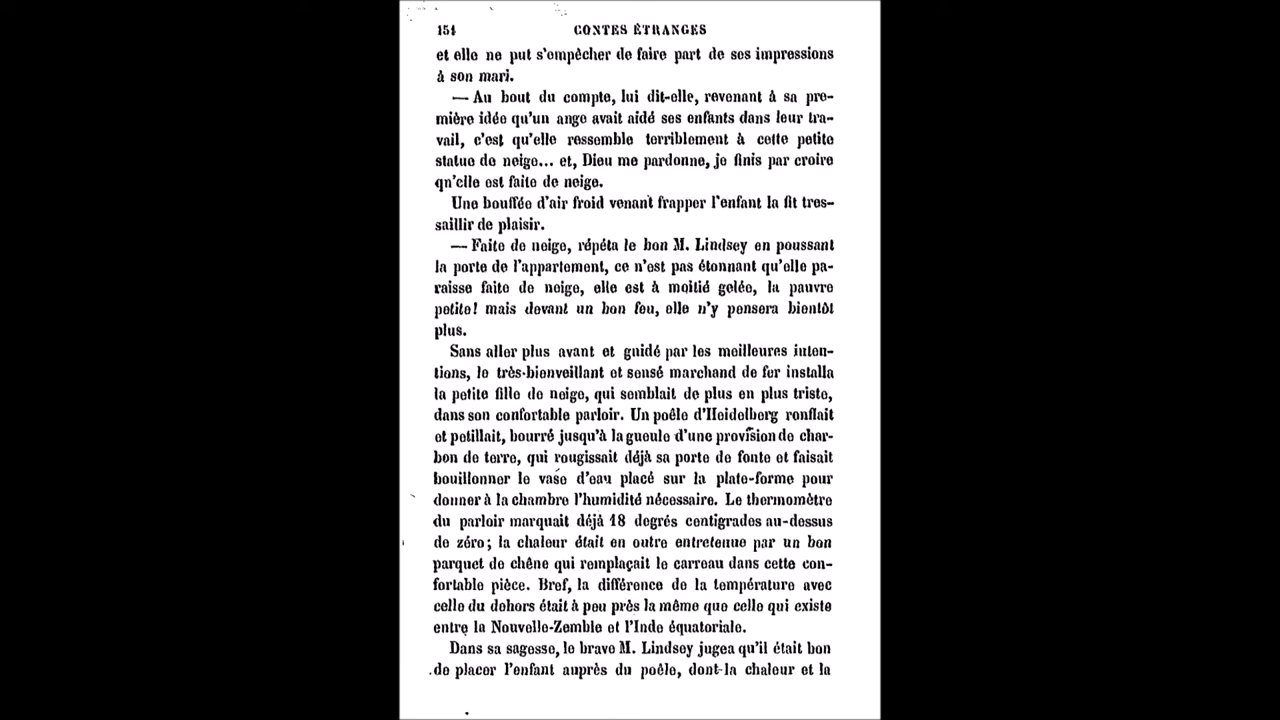 154 CONTES ÉTRANGES
et elle ne put s'empêcher de faire part de ses impressions
à son mari.
— Au bout du compte, lui dit-elle, revenant à sa pre-
mière idée qu'un ange avait aidé ses enfants dans leur tra-
vail, c'est qu'elle ressemble terriblement à cette petite
statue de neige... et, Dieu me pardonne, je finis par croire
qu'elle est faite de neige.
Une bouffée d'air froid venant frapper l'enfant la fit tres-
saillir de plaisir.
— Faite de neige, répéta le bon M. Lindsey en poussant
la porte de l'appartement, ce n'est pas étonnant qu'elle pa-
raisse faite de neige, elle est à moitié gelée, la pauvre
petite! mais devant un bon feu, elle n'y pensera bientôt
plus.
Sans aller plus avant et guidé par les meilleures inten-
tions, le très-bienveillant et sensé marchand de fer installa
la petite fille de neige, qui semblait de plus en plus triste,
dans son confortable parloir. Un poêle d'Heidelberg ronflait
et petillait, bourré jusqu'à la gueule d'une provision de char-
bon de terre, qui rougissait déjà sa porte de fonte et faisait
bouillonner le vase d'eau placé sur la plate-forme pour
donner à la chambre l'humidité nécessaire. Le thermomètre
du parloir marquait déjà 18 degrés centigrades au-dessus
de zéro; la chaleur était en outre entretenue par un bon
parquet de chêne qui remplaçait le carreau dans cette con-
fortable pièce. Bref, la différence de la température avec
celle du dehors était à peu près la même que celle qui existe
entre la Nouvelle-Zemble et l'Inde équatoriale.
Dans sa sagesse, le brave M. Lindsey jugea qu'il était bon
de placer l'enfant auprès du poêle, dont la chaleur et la